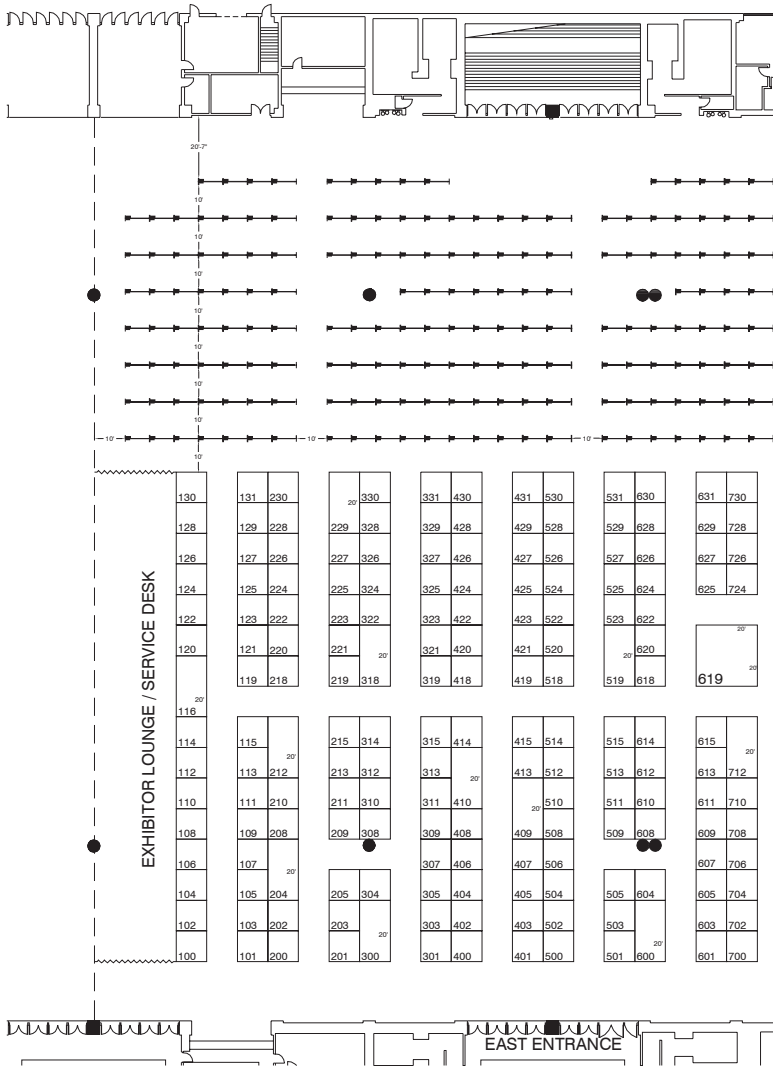 20'-7"
10'
10'
10'
10'
10'
10'
10'
10' 10' 10'
10'
130 131 230 20' 330 331 430 431 530 531 630 631 730
128 129 228 229 328 329 428 429 528 529 628 629 728
126 127 226 227 326 327 426 427 526 527 626 627 726
124 125 224 225 324 325 424 425 524 525 624 625 724
122 123 222 223 322 323 422 423 522 523 622
120 121 220 221 20' 321 420 421 520 20' 620 20' 20'
119 218 219 318 319 418 419 518 519 618 619
20'
116
EXHIBITOR LOUNGE / SERVICE DESK
114 115 20' 215 314 315 414 415 514 515 614 615 20'
112 113 212 213 312 313 20' 413 512 513 612 613 712
110 111 210 211 310 311 410 20' 510 511 610 611 710
108 109 208 209 308 309 408 409 508 509 608 609 708
106 107 20' 307 406 407 506 607 706
104 105 204 205 304 305 404 405 504 505 604 605 704
102 103 202 203 20' 303 402 403 502 503 20' 603 702
100 101 200 201 300 301 400 401 500 501 600 601 700
EAST ENTRANCE